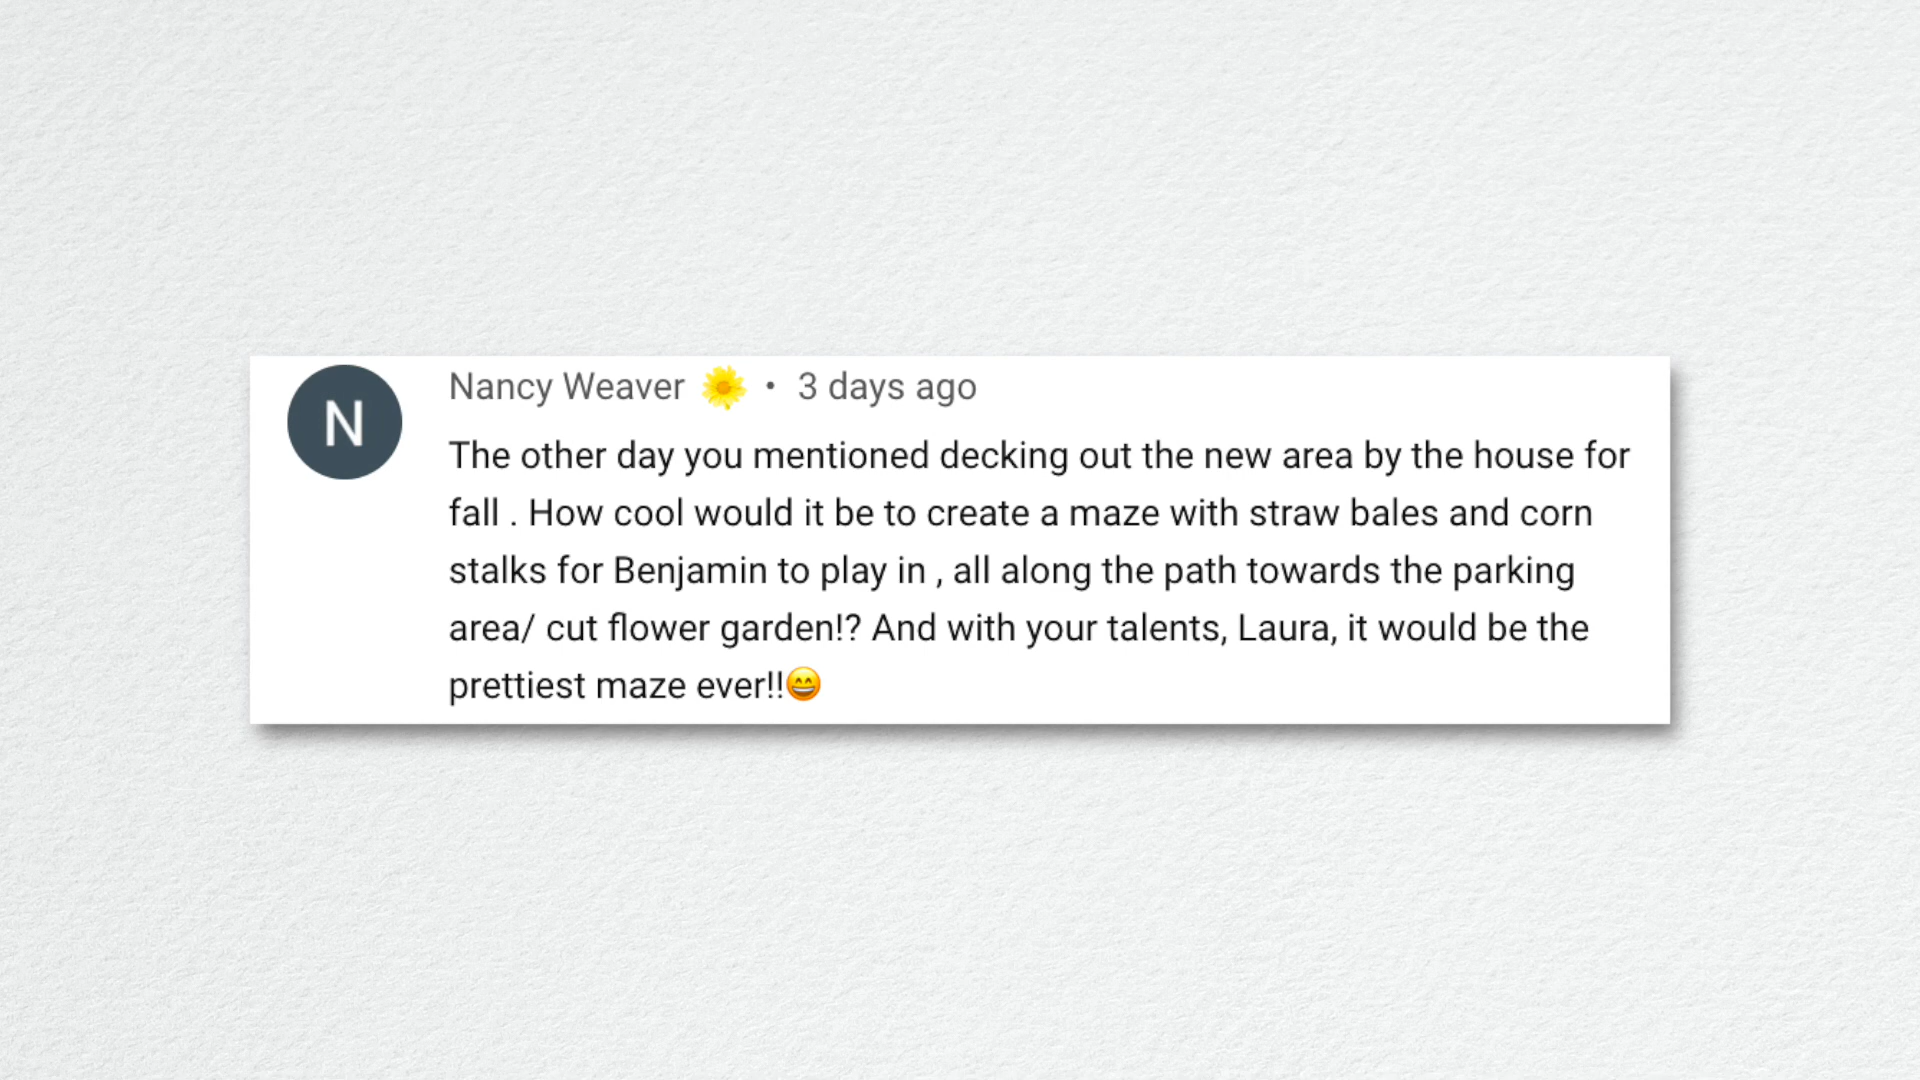 N
Nancy Weaver 🌼 • 3 days ago
The other day you mentioned decking out the new area by the house for
fall . How cool would it be to create a maze with straw bales and corn
stalks for Benjamin to play in , all along the path towards the parking
area/ cut flower garden!? And with your talents, Laura, it would be the
prettiest maze ever!!😄